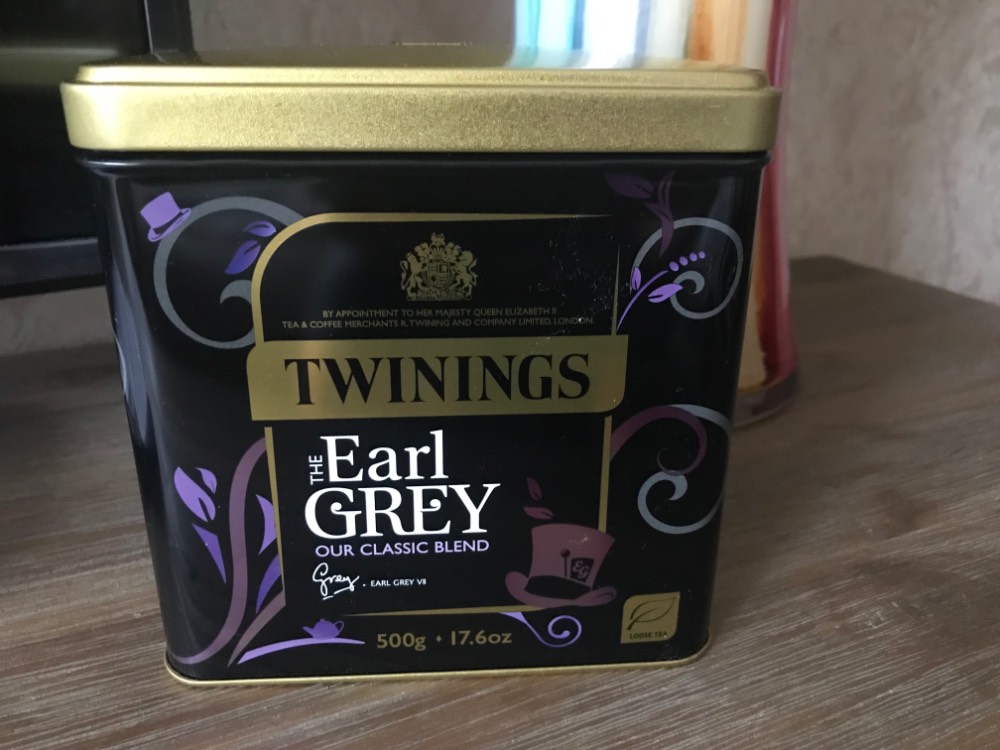 BY APPOINTMENT TO HER MAJESTY QUEEN ELIZABETH II
TEA & COFFEE MERCHANTS R. TWINING AND COMPANY LIMITED. LONDON.
TWININGS
THE Earl
GREY
OUR CLASSIC BLEND
Grey . EARL GREY VII
EG
500g • 17.6oz
LOOSE TEA